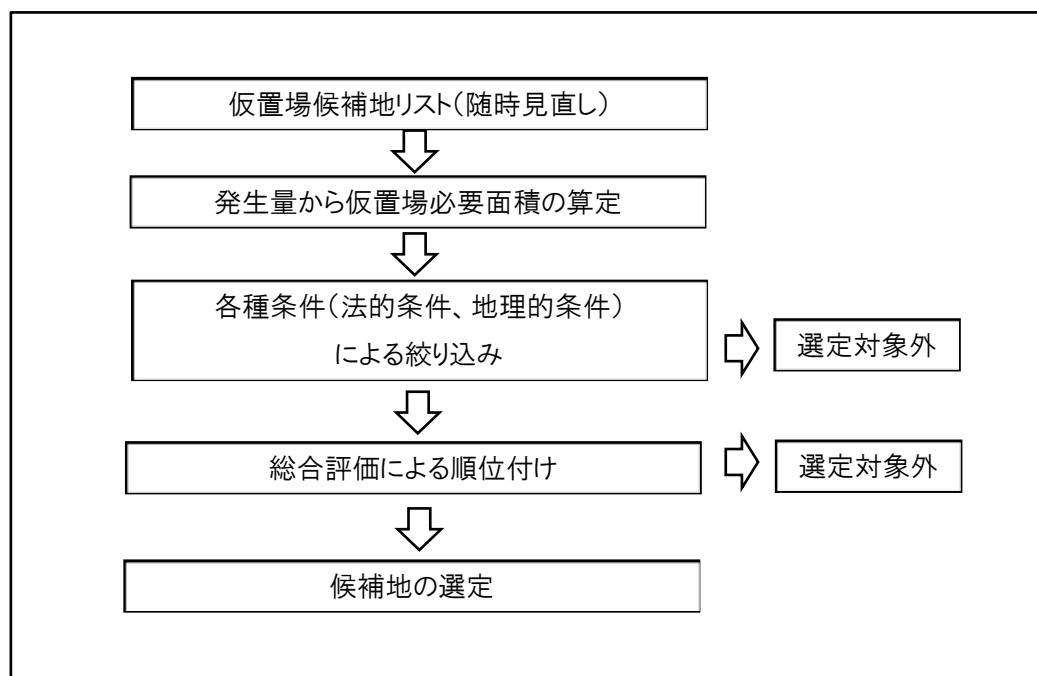 仮置場候補地リスト(随時見直し)
発生量から仮置場必要面積の算定
各種条件(法的条件、地理的条件)
による絞り込み
選定対象外
総合評価による順位付け
選定対象外
候補地の選定